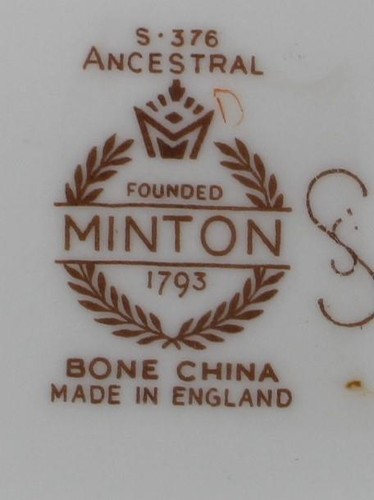 S·376
ANCESTRAL
D
FOUNDED
MINTON
1793
BONE CHINA
MADE IN ENGLAND